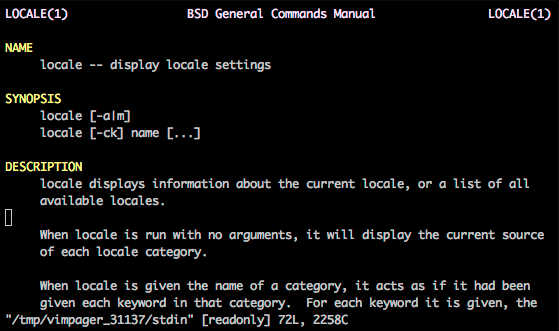 LOCALE(1) BSD General Commands Manual LOCALE(1)
NAME
locale -- display locale settings
SYNOPSIS
locale [-a|m]
locale [-ck] name [...]
DESCRIPTION
locale displays information about the current locale, or a list of all
available locales.
When locale is run with no arguments, it will display the current source
of each locale category.
When locale is given the name of a category, it acts as if it had been
given each keyword in that category.  For each keyword it is given, the
"/tmp/vimpager_31137/stdin" [readonly] 72L, 2258C